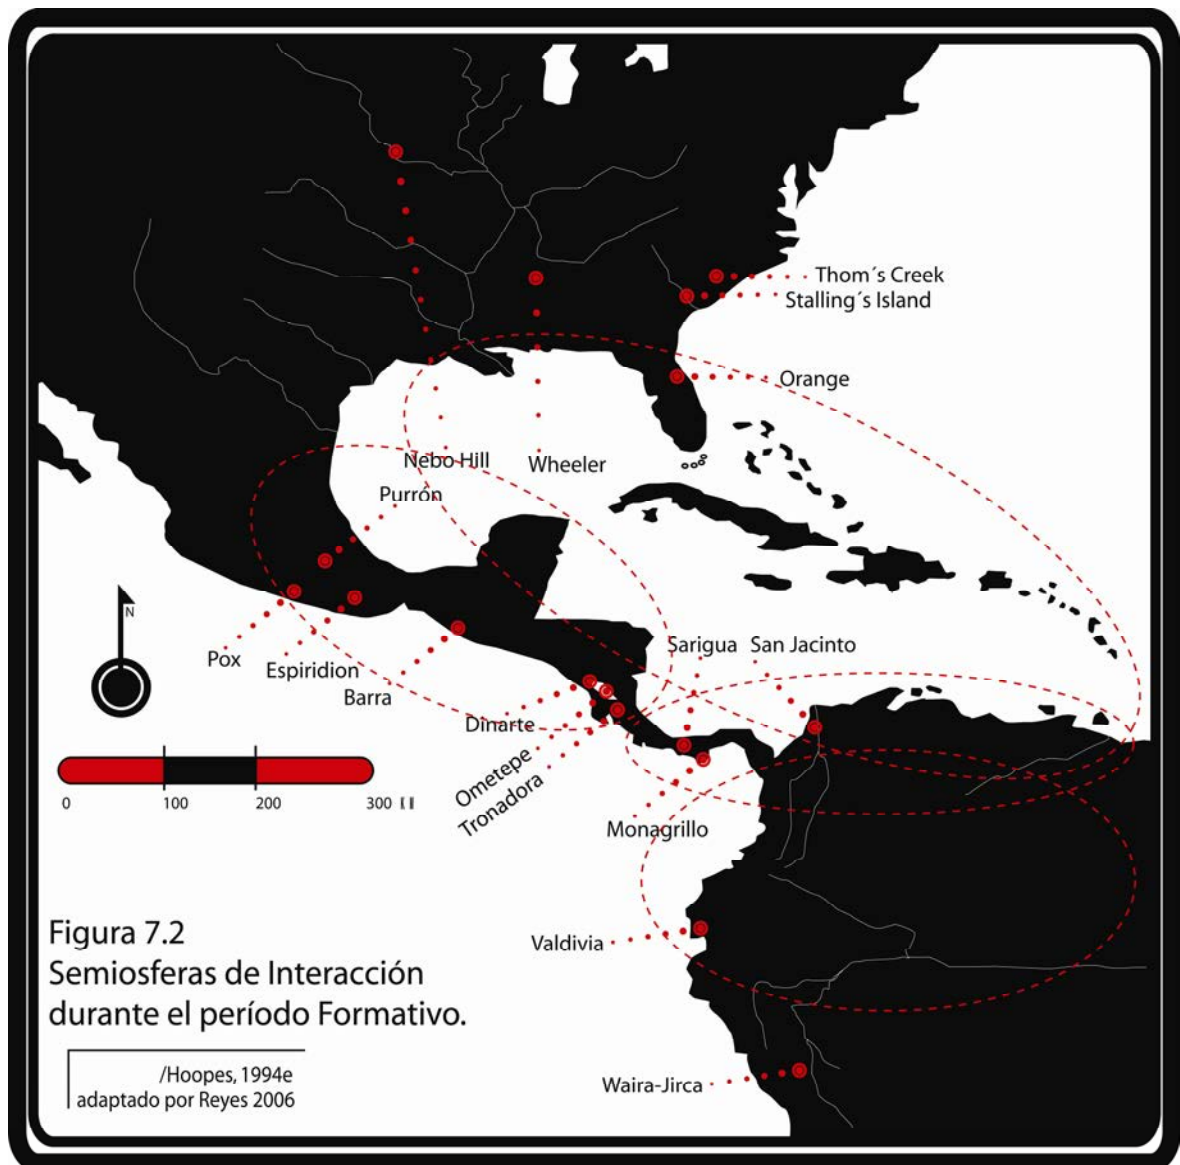 Thom´s Creek
Stalling´s Island
Orange
Nebo Hill
Wheeler
Purrón
N
Pox
Espiridion
Barra
Sarigua
San Jacinto
Dinarte
Ometepe
Tronadora
Monagrillo
0 100 200 300
Valdivia
Waira-Jirca
Figura 7.2
Semiosferas de Interacción
durante el período Formativo.
/Hoopes, 1994e
adaptado por Reyes 2006